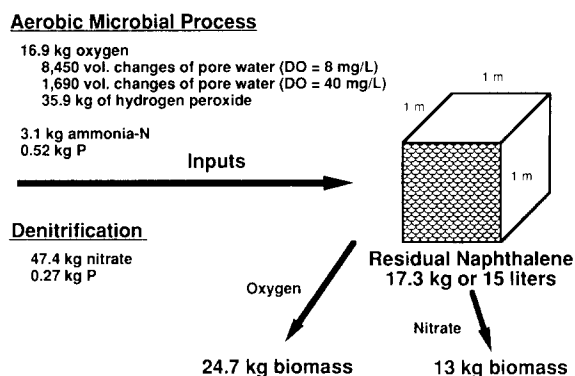 Aerobic Microbial Process
16.9 kg oxygen
8,450 vol. changes of pore water (DO = 8 mg/L)
1,690 vol. changes of pore water (DO = 40 mg/L)
35.9 kg of hydrogen peroxide
3.1 kg ammonia-N
0.52 kg P
Inputs
1 m
1 m
1 m
Denitrification
47.4 kg nitrate
0.27 kg P
Residual Naphthalene
17.3 kg or 15 liters
Oxygen
Nitrate
24.7 kg biomass
13 kg biomass